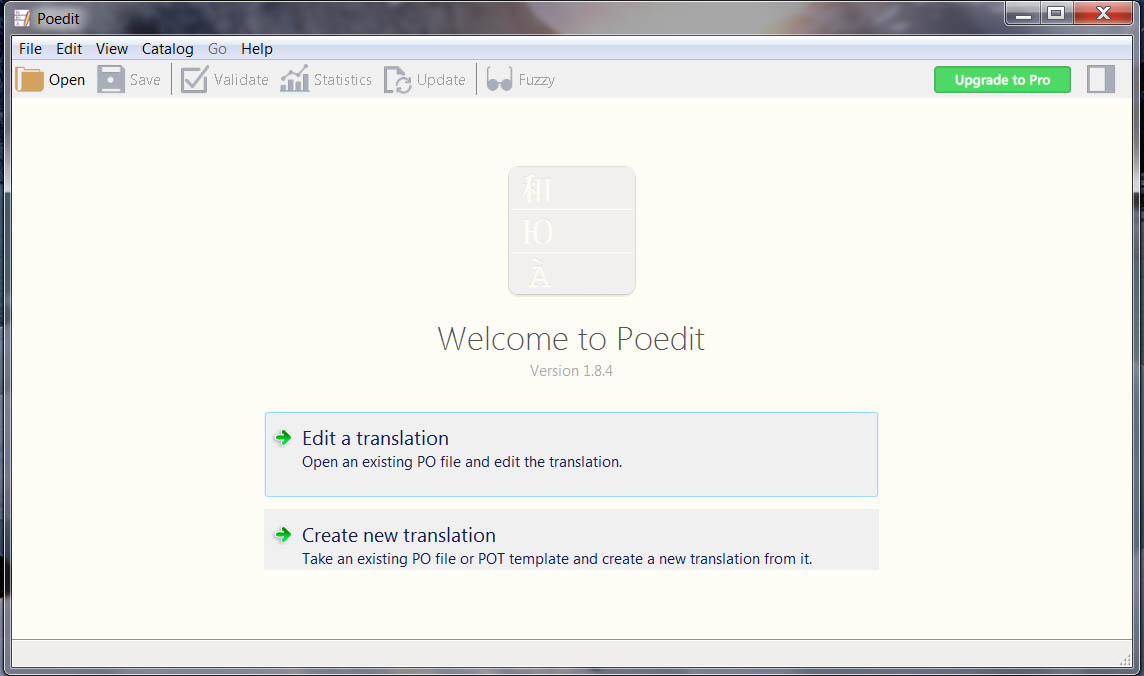 Poedit
File Edit View Catalog Go Help
Open Save Validate Statistics Update Fuzzy Upgrade to Pro
和
Ю
À
Welcome to Poedit
Version 1.8.4
Edit a translation
Open an existing PO file and edit the translation.
Create new translation
Take an existing PO file or POT template and create a new translation from it.